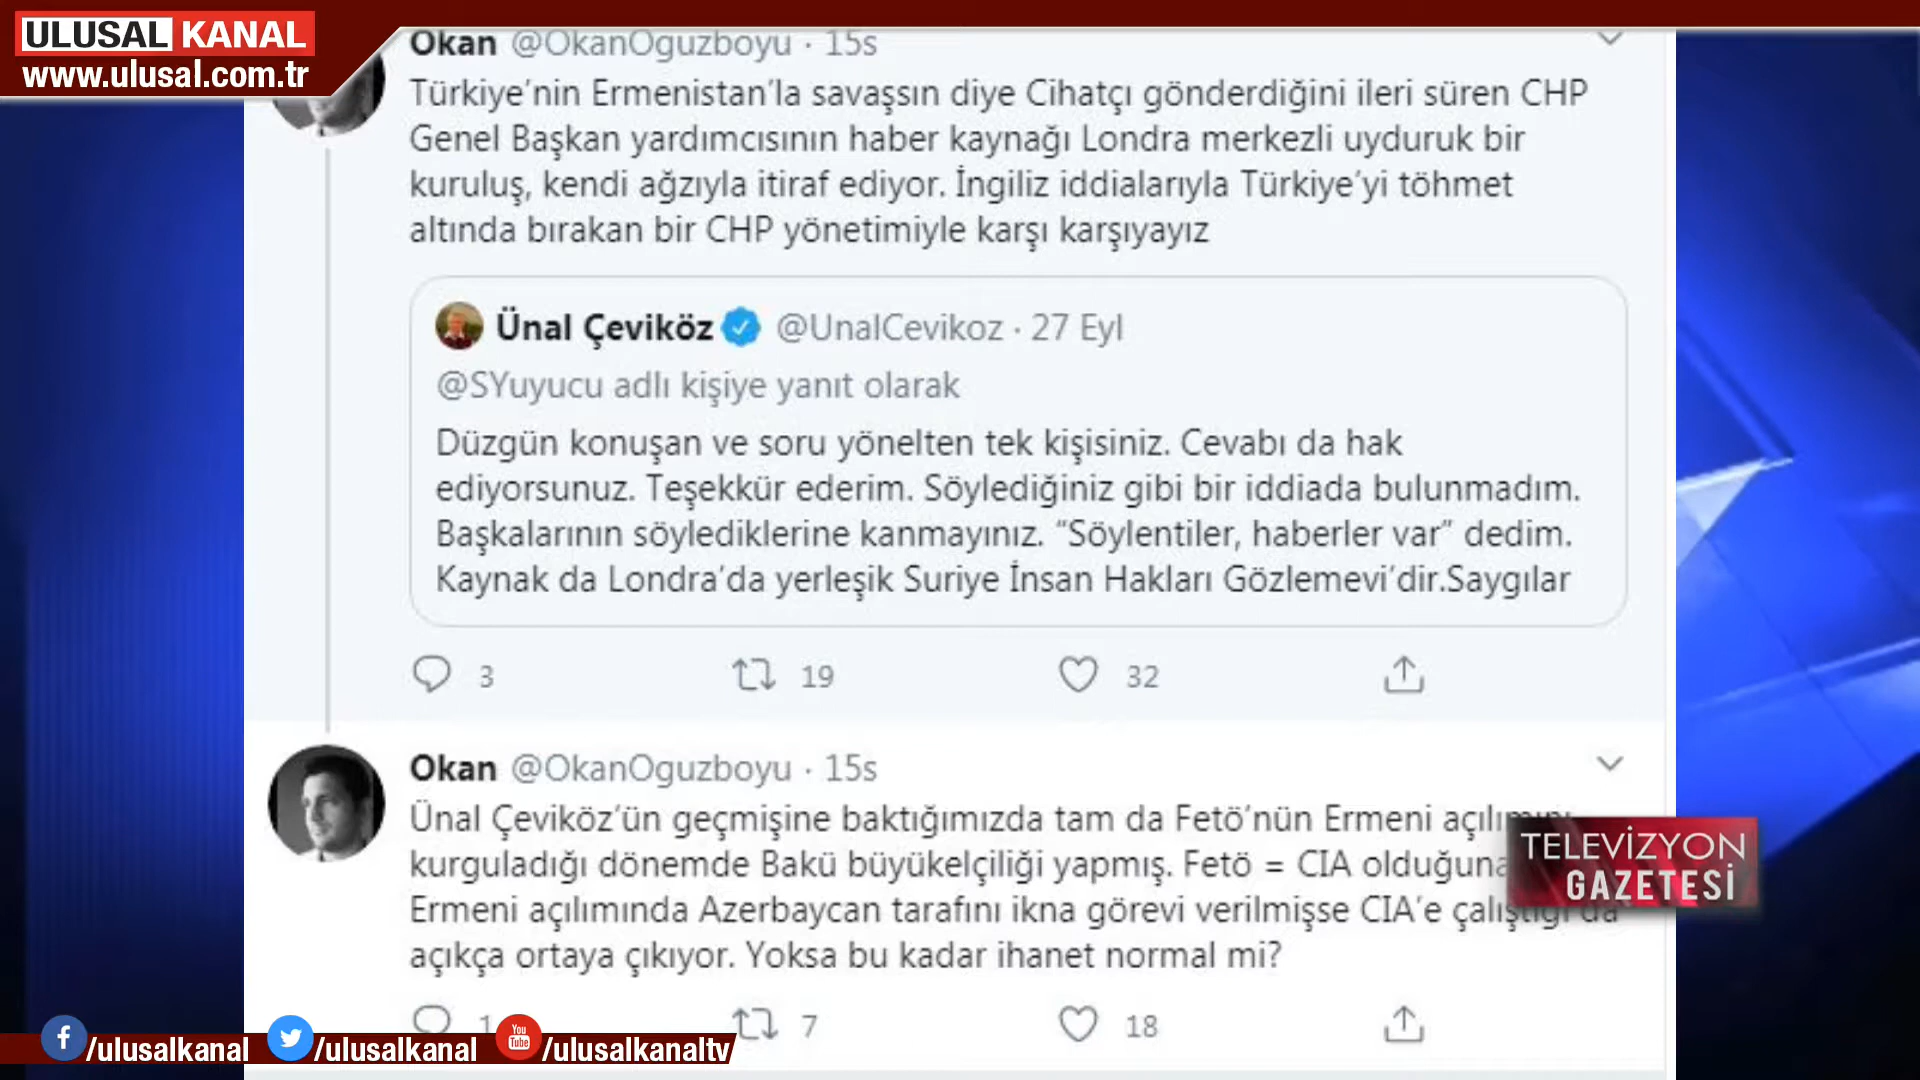 ULUSAL KANAL
www.ulusal.com.tr
Okan @OkanOguzboyu · 15s
Türkiye’nin Ermenistan’la savaşsın diye Cihatçı gönderdiğini ileri süren CHP
Genel Başkan yardımcısının haber kaynağı Londra merkezli uyduruk bir
kuruluş, kendi ağzıyla itiraf ediyor. İngiliz iddialarıyla Türkiye’yi töhmet
altında bırakan bir CHP yönetimiyle karşı karşıyayız
Ünal Çeviköz @UnalCevikoz · 27 Eyl
@SYuyucu adlı kişiye yanıt olarak
Düzgün konuşan ve soru yönelten tek kişisiniz. Cevabı da hak
ediyorsunuz. Teşekkür ederim. Söylediğiniz gibi bir iddiada bulunmadım.
Başkalarının söylediklerine kanmayınız. “Söylentiler, haberler var” dedim.
Kaynak da Londra’da yerleşik Suriye İnsan Hakları Gözlemevi’dir.Saygılar
3 19 32
Okan @OkanOguzboyu · 15s
Ünal Çeviköz’ün geçmişine baktığımızda tam da Fetö’nün Ermeni
kurguladığı dönemde Bakü büyükelçiliği yapmış. Fetö = CIA olduğuna
Ermeni açılımında Azerbaycan tarafını ikna görevi verilmişse CIA’e çalıştığı da
açıkça ortaya çıkıyor. Yoksa bu kadar ihanet normal mi?
1 7 18
TELEVİZYON
GAZETESİ
/ulusalkanal /ulusalkanal You Tube /ulusalkanaltv